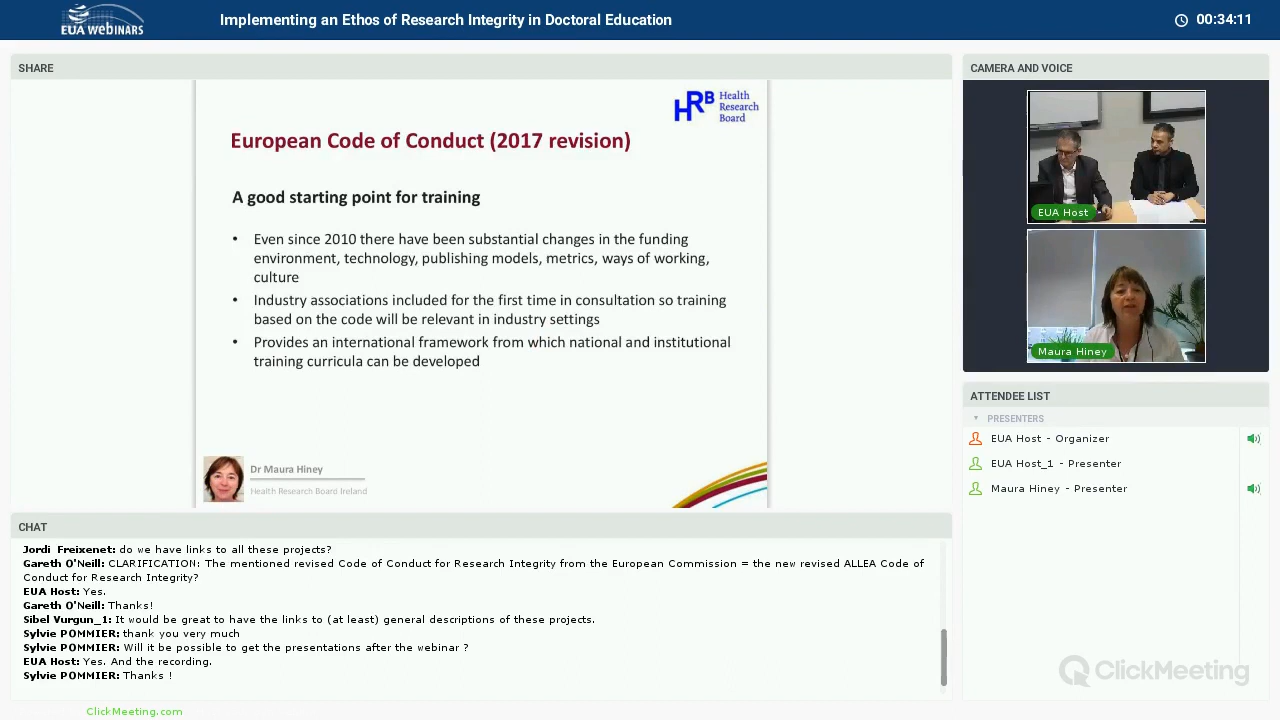 EUA WEBINARS
Implementing an Ethos of Research Integrity in Doctoral Education
00:34:11
SHARE
HRB Health
Research
Board
European Code of Conduct (2017 revision)
A good starting point for training
• Even since 2010 there have been substantial changes in the funding
environment, technology, publishing models, metrics, ways of working,
culture
• Industry associations included for the first time in consultation so training
based on the code will be relevant in industry settings
• Provides an international framework from which national and institutional
training curricula can be developed
Dr Maura Hiney
Health Research Board Ireland
CAMERA AND VOICE
EUA Host
Maura Hiney
ATTENDEE LIST
PRESENTERS
EUA Host - Organizer
EUA Host_1 - Presenter
Maura Hiney - Presenter
CHAT
Jordi Freixenet: do we have links to all these projects?
Gareth O'Neill: CLARIFICATION: The mentioned revised Code of Conduct for Research Integrity from the European Commission = the new revised ALLEA Code of
Conduct for Research Integrity?
EUA Host: Yes.
Gareth O'Neill: Thanks!
Sibel Vurgun_1: It would be great to have the links to (at least) general descriptions of these projects.
Sylvie POMMIER: thank you very much
Sylvie POMMIER: Will it be possible to get the presentations after the webinar ?
EUA Host: Yes. And the recording.
Sylvie POMMIER: Thanks !
ClickMeeting
ClickMeeting.com